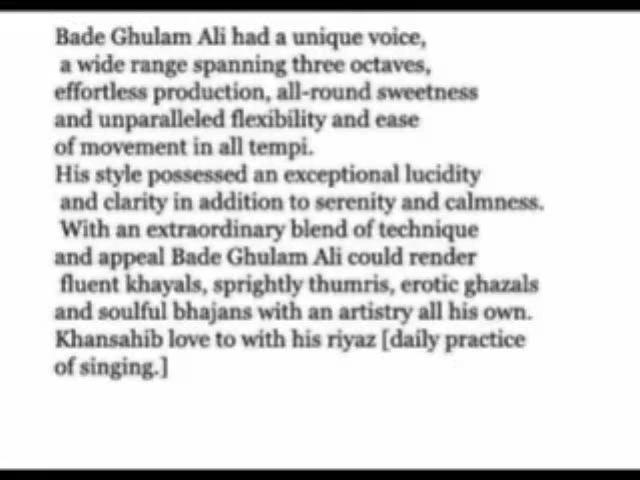 Bade Ghulam Ali had a unique voice,
a wide range spanning three octaves,
effortless production, all-round sweetness
and unparalleled flexibility and ease
of movement in all tempi.
His style possessed an exceptional lucidity
and clarity in addition to serenity and calmness.
With an extraordinary blend of technique
and appeal Bade Ghulam Ali could render
fluent khayals, sprightly thumris, erotic ghazals
and soulful bhajans with an artistry all his own.
Khansahib love to with his riyaz [daily practice
of singing.]